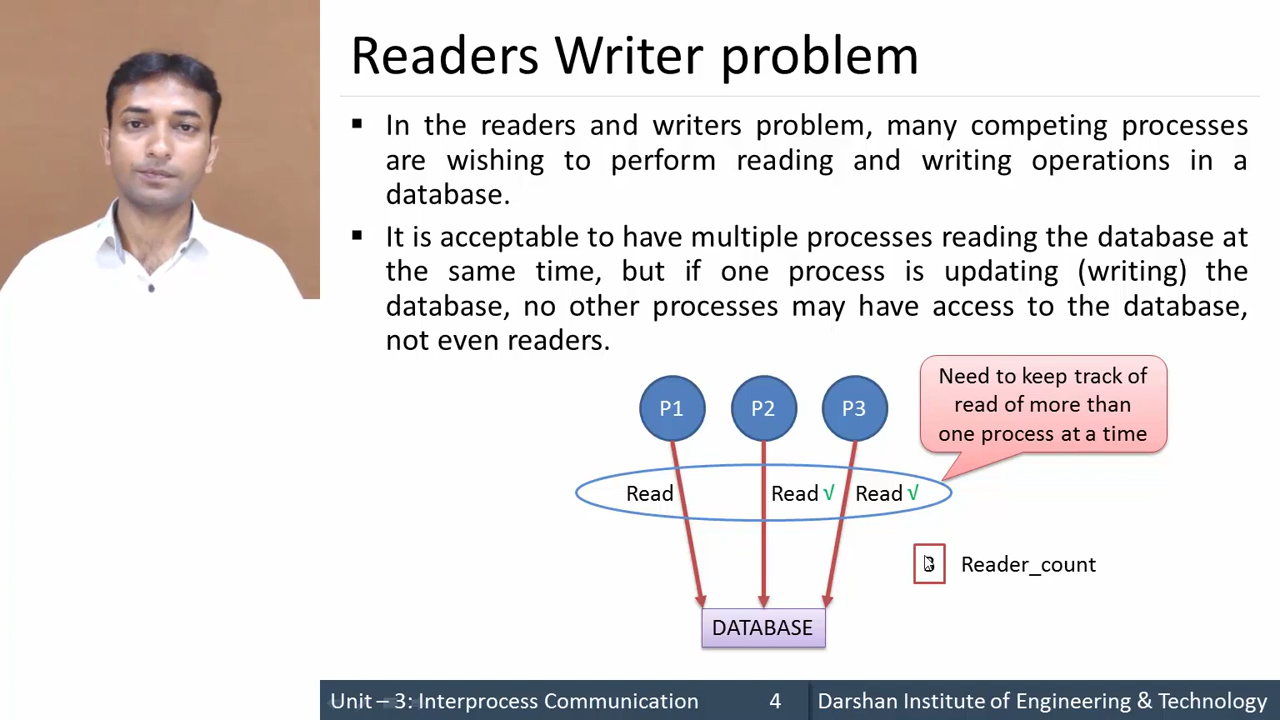 Readers Writer problem
▪ In the readers and writers problem, many competing processes
are wishing to perform reading and writing operations in a
database.
▪ It is acceptable to have multiple processes reading the database at
the same time, but if one process is updating (writing) the
database, no other processes may have access to the database,
not even readers.
Need to keep track of
read of more than
one process at a time
P1 P2 P3
Read Read √ Read √
3 Reader_count
DATABASE
Unit – 3: Interprocess Communication 4 Darshan Institute of Engineering & Technology